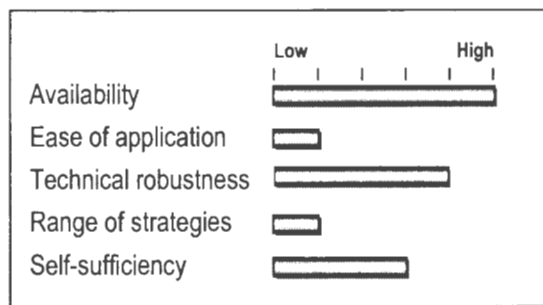 Low High
Availability
Ease of application
Technical robustness
Range of strategies
Self-sufficiency